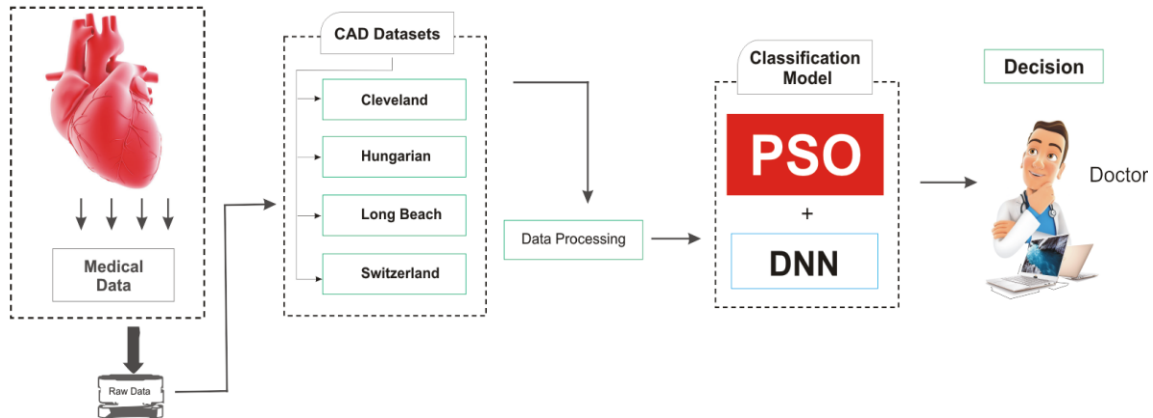 Medical
Data
Raw Data
CAD Datasets
Cleveland
Hungarian
Long Beach
Switzerland
Data Processing
Classification
Model
PSO
+
DNN
Decision
Doctor